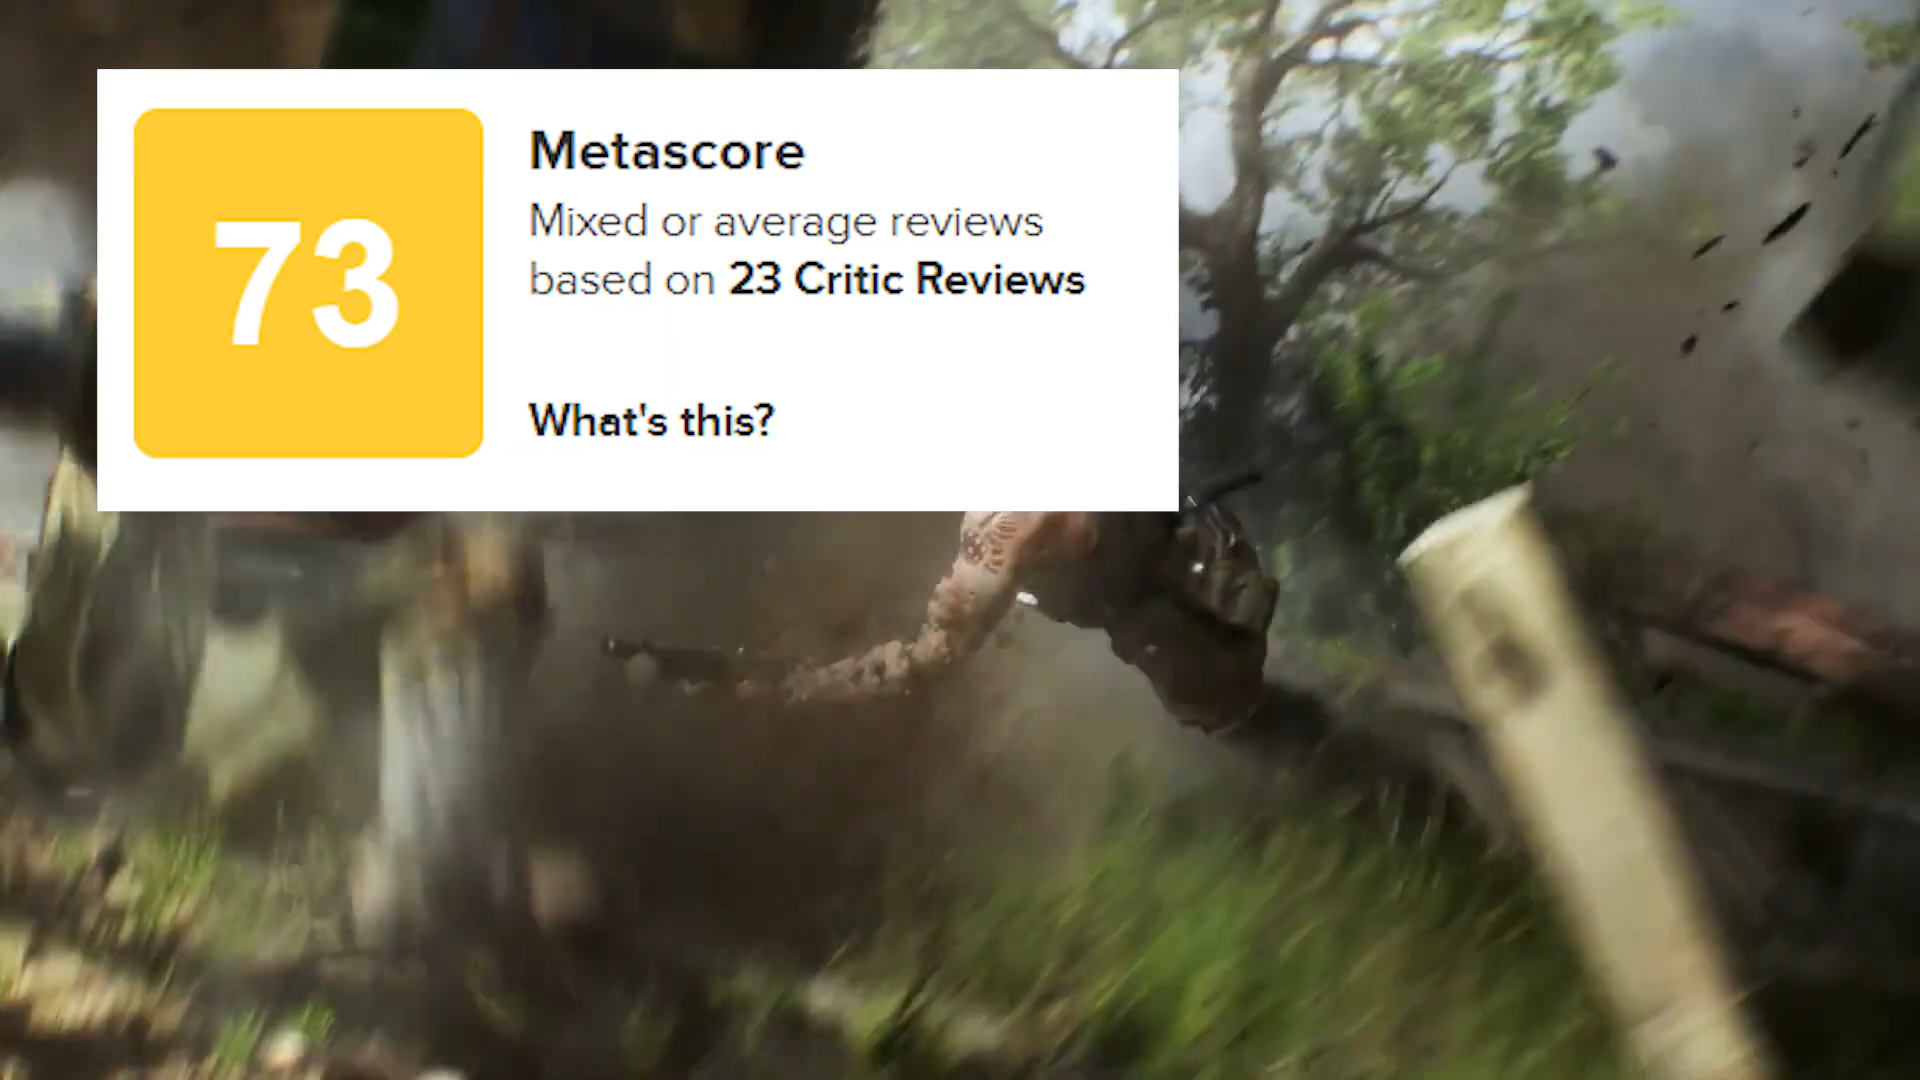 73
Metascore
Mixed or average reviews
based on 23 Critic Reviews
What's this?